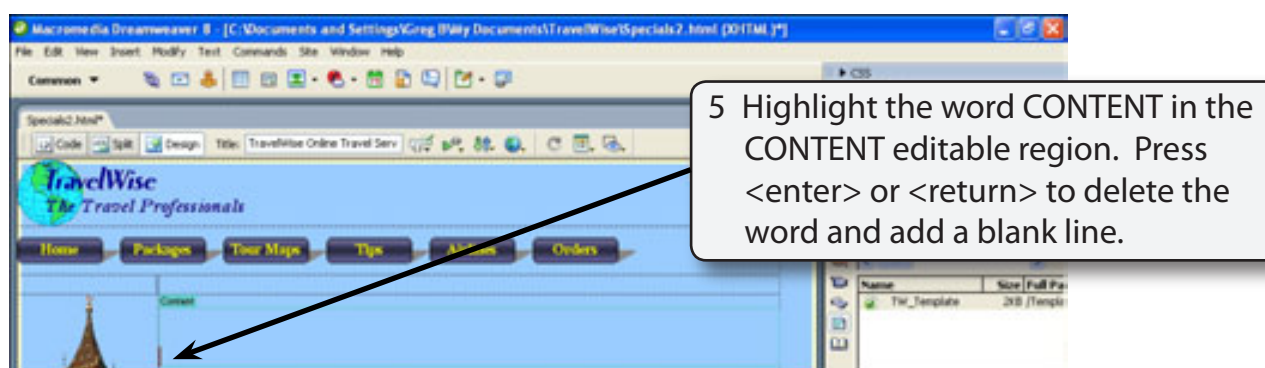 Macromedia Dreamweaver 8 - [C:\Documents and Settings\Greg B\My Documents\TravelWise\Specials2.html (XHTML)*]
File Edit View Insert Modify Text Commands Site Window Help
Common
CSS
Specials2.html*
Code Split Design Title: TravelWise Online Travel Serv
5 Highlight the word CONTENT in the
CONTENT editable region. Press
<enter> or <return> to delete the
word and add a blank line.
TravelWise
The Travel Professionals
Home Packages Tour Maps Tips Airlines Orders
Content
Name Size Full Pa
TW_Template 2KB /Templa